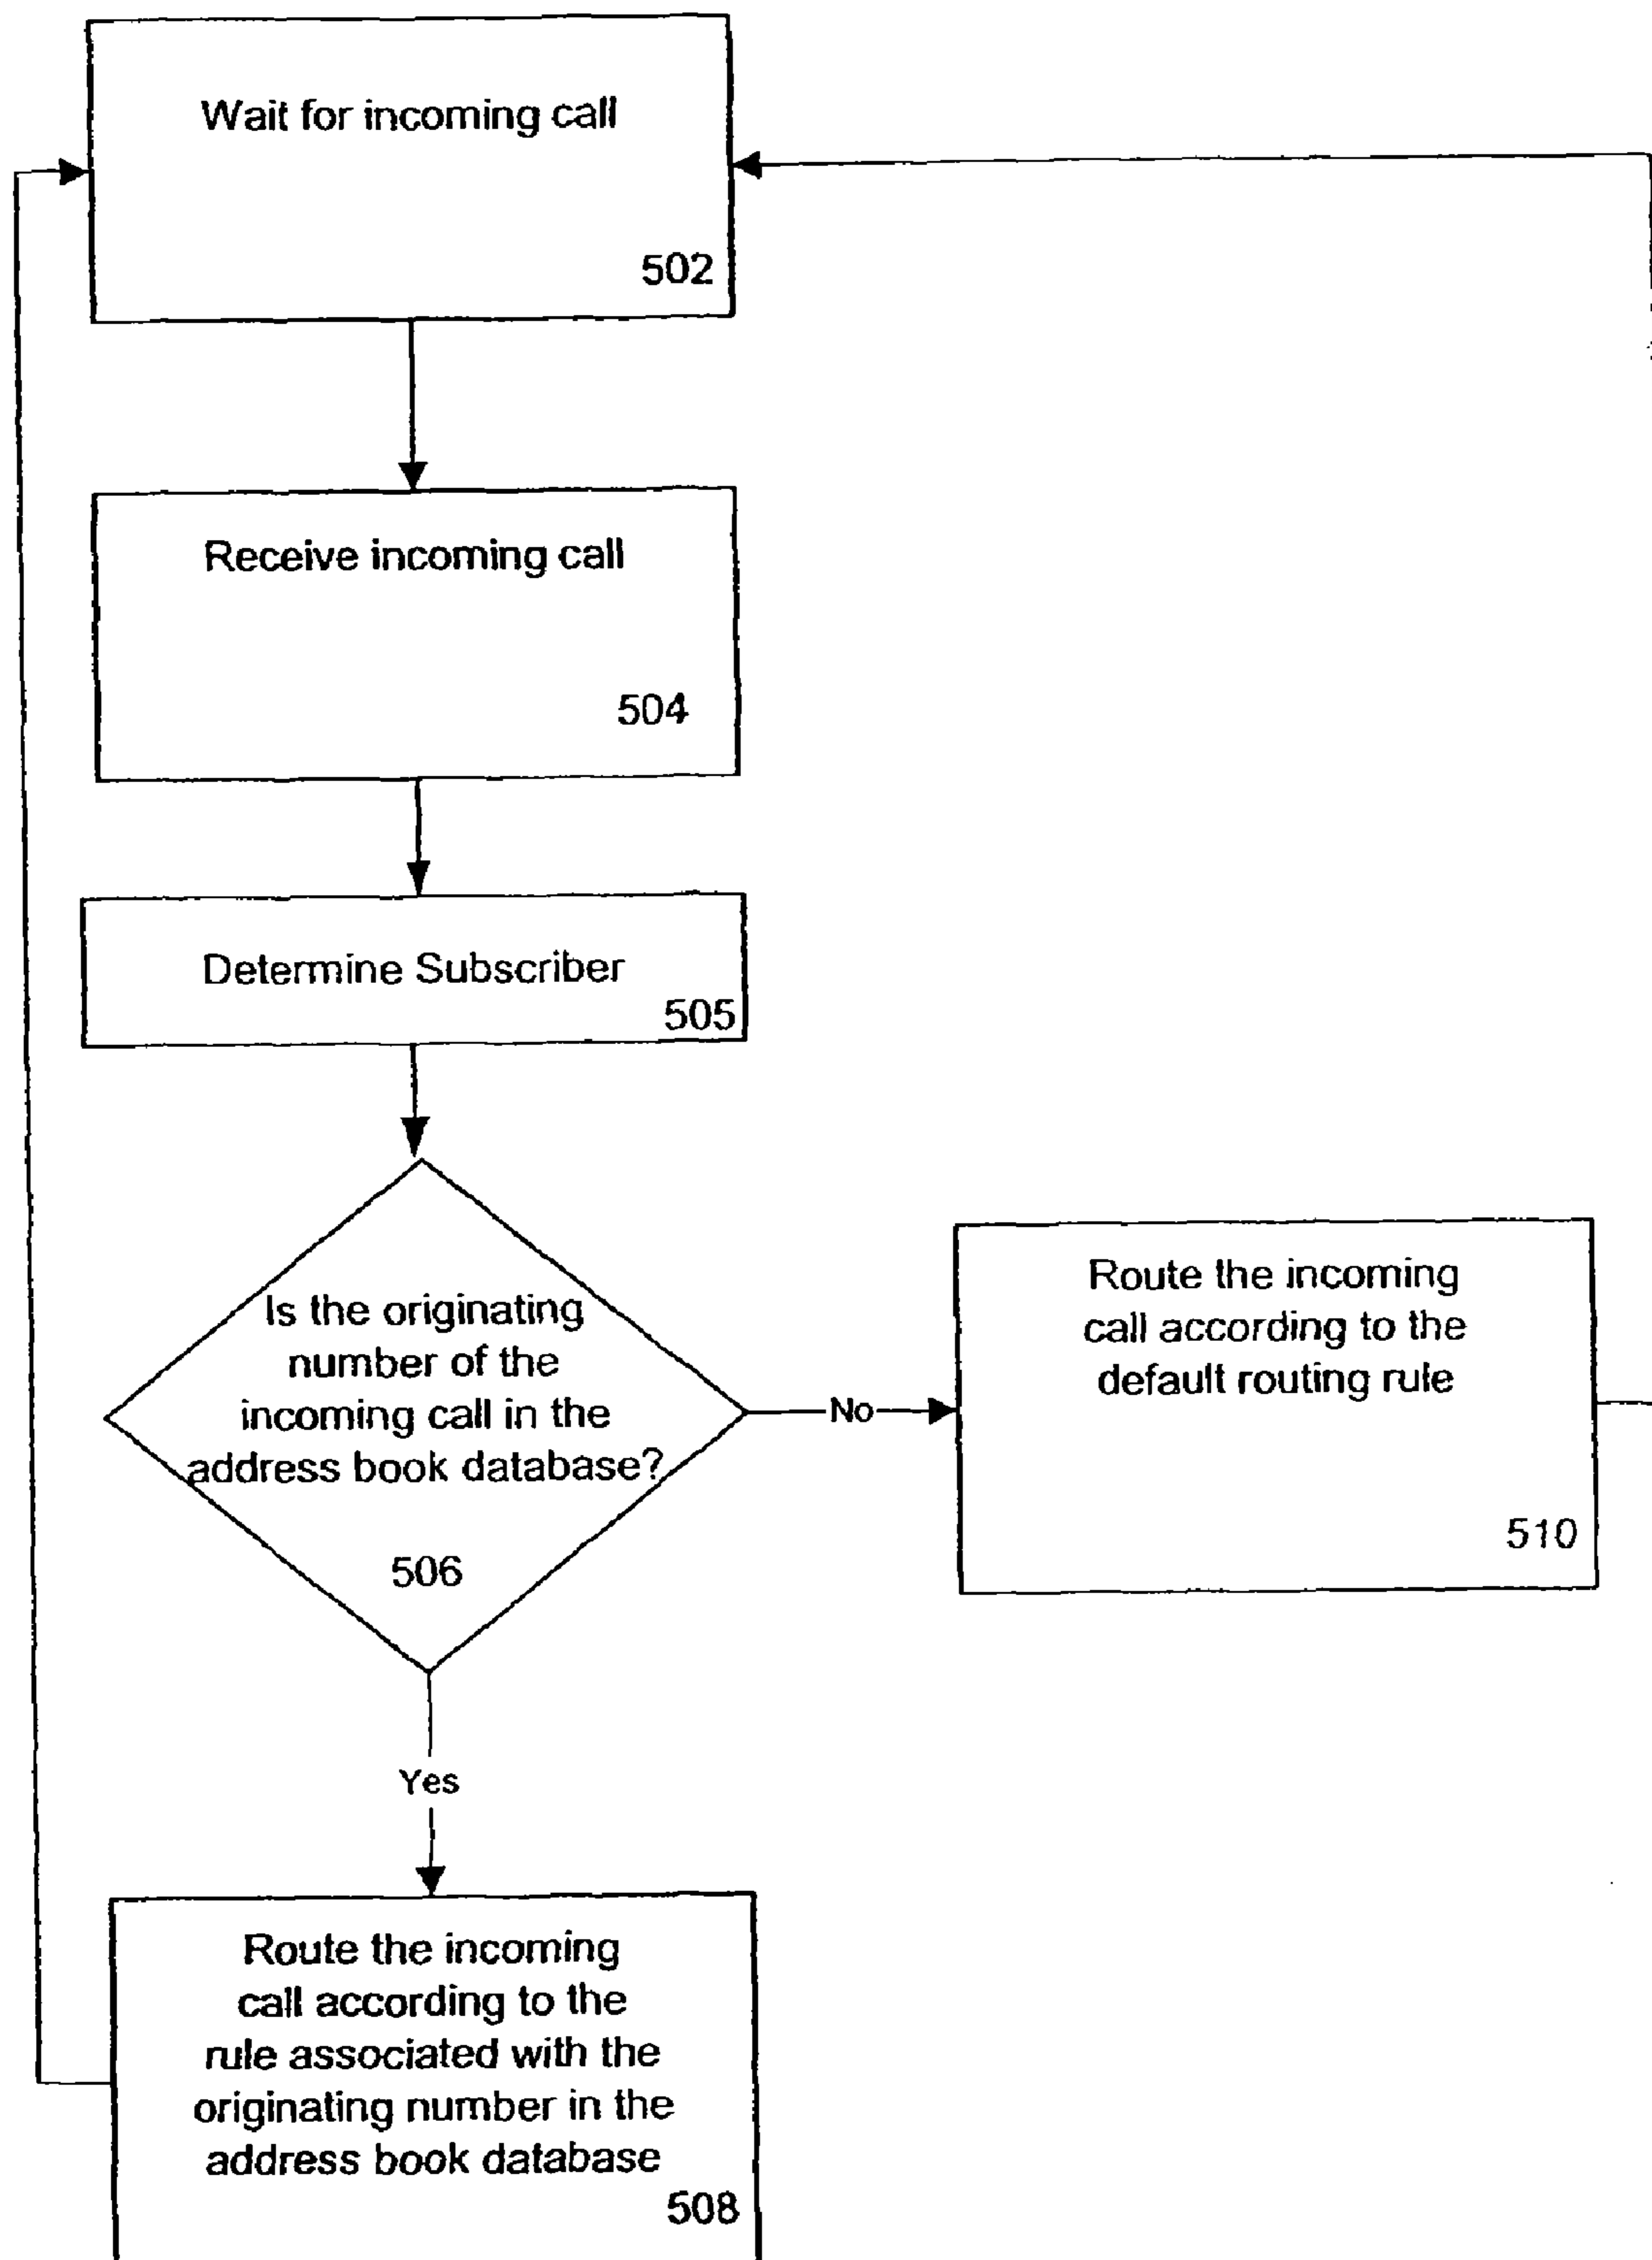 Wait for incoming call
502
Receive incoming call
504
Determine Subscriber
505
Is the originating
number of the
incoming call in the
address book database?
506
No
Route the incoming
call according to the
default routing rule
510
Yes
Route the incoming
call according to the
rule associated with the
originating number in the
address book database
508